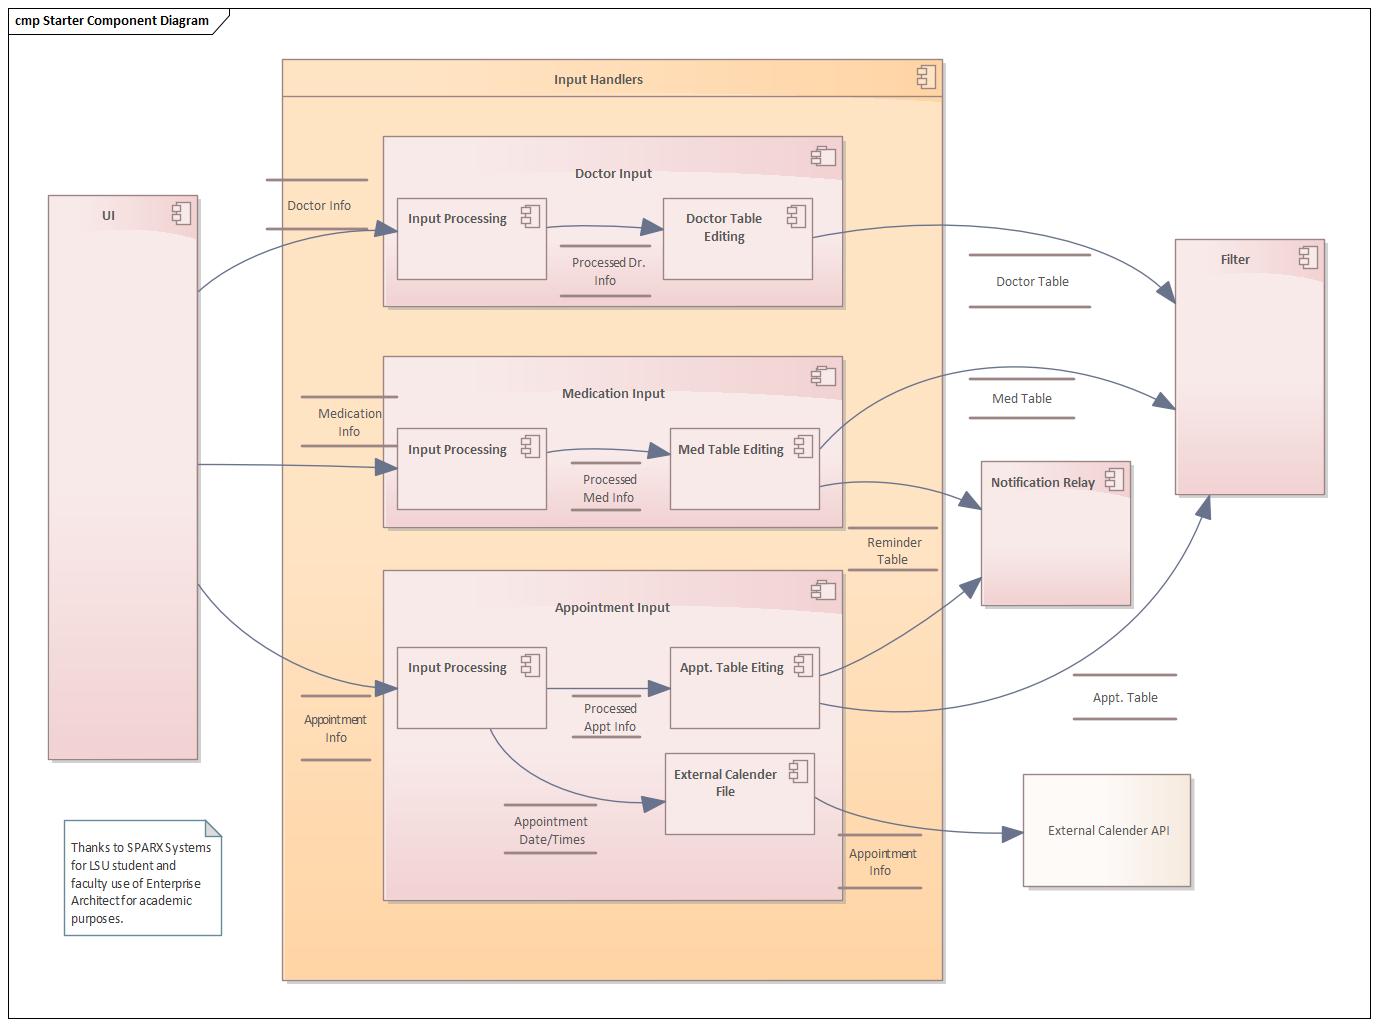 cmp Starter Component Diagram
Input Handlers
Doctor Input
Doctor Info
UI
Input Processing
Doctor Table
Editing
Processed Dr.
Info
Filter
Doctor Table
Medication Input
Medication
Info
Input Processing
Med Table Editing
Processed
Med Info
Med Table
Notification Relay
Reminder
Table
Appointment Input
Input Processing
Appt. Table Eiting
Processed
Appt Info
Appointment
Info
Appt. Table
External Calender
File
Appointment
Date/Times
Appointment
Info
External Calender API
Thanks to SPARX Systems
for LSU student and
faculty use of Enterprise
Architect for academic
purposes.